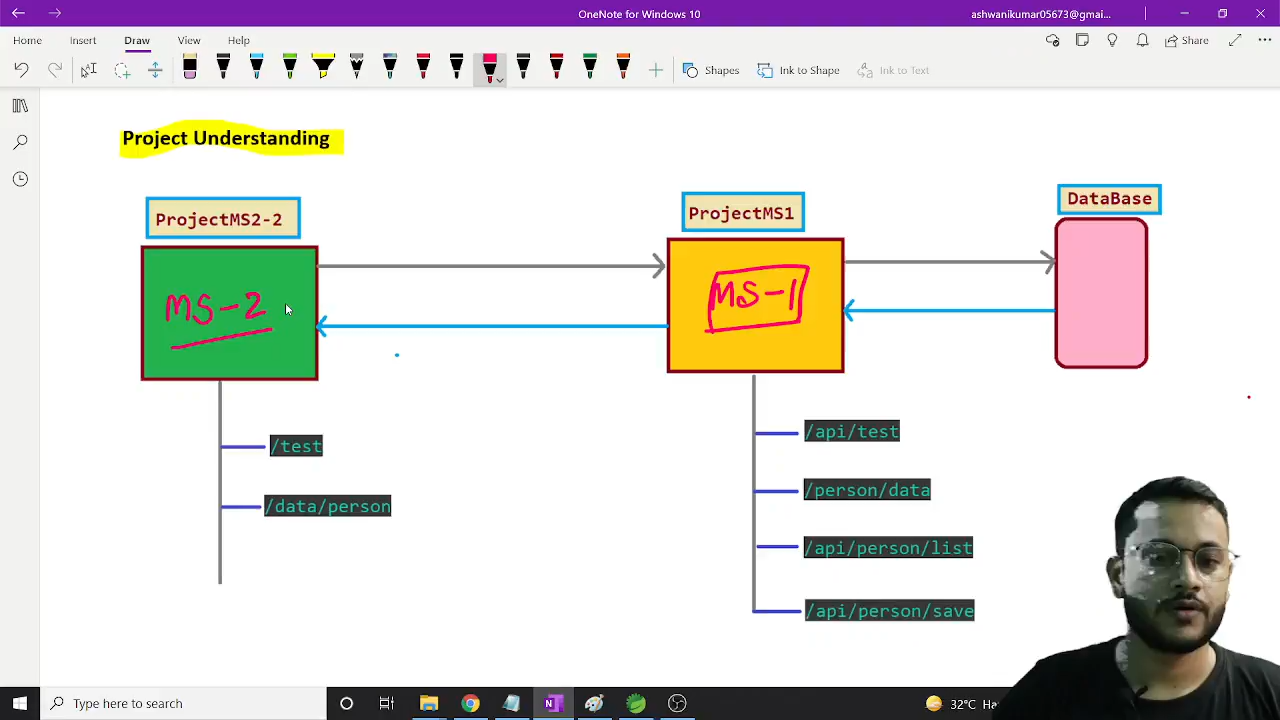 OneNote for Windows 10
ashwanikumar05673@gmai...
Home Insert Draw View Help
Share
Shapes
Ink to Shape
Ink to Text
Project Understanding
ProjectMS2-2
ProjectMS1
DataBase
MS-2
MS-1
/test
/data/person
/api/test
/person/data
/api/person/list
/api/person/save
Type here to search
32°C Ha